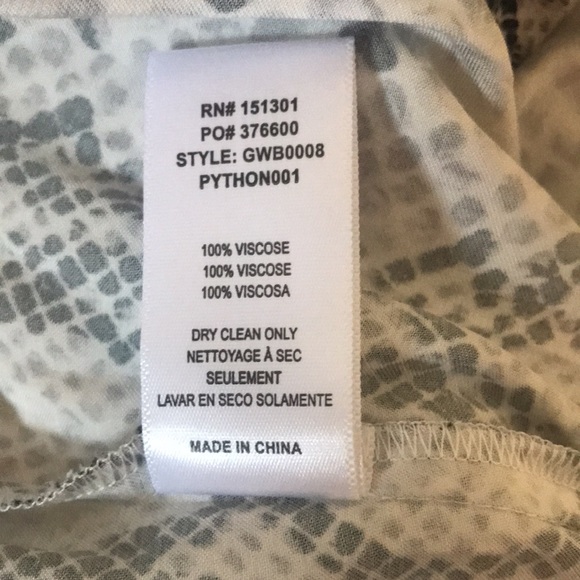 RN# 151301
PO# 376600
STYLE: GWB0008
PYTHON001
100% VISCOSE
100% VISCOSE
100% VISCOSA
DRY CLEAN ONLY
NETTOYAGE À SEC
SEULEMENT
LAVAR EN SECO SOLAMENTE
MADE IN CHINA